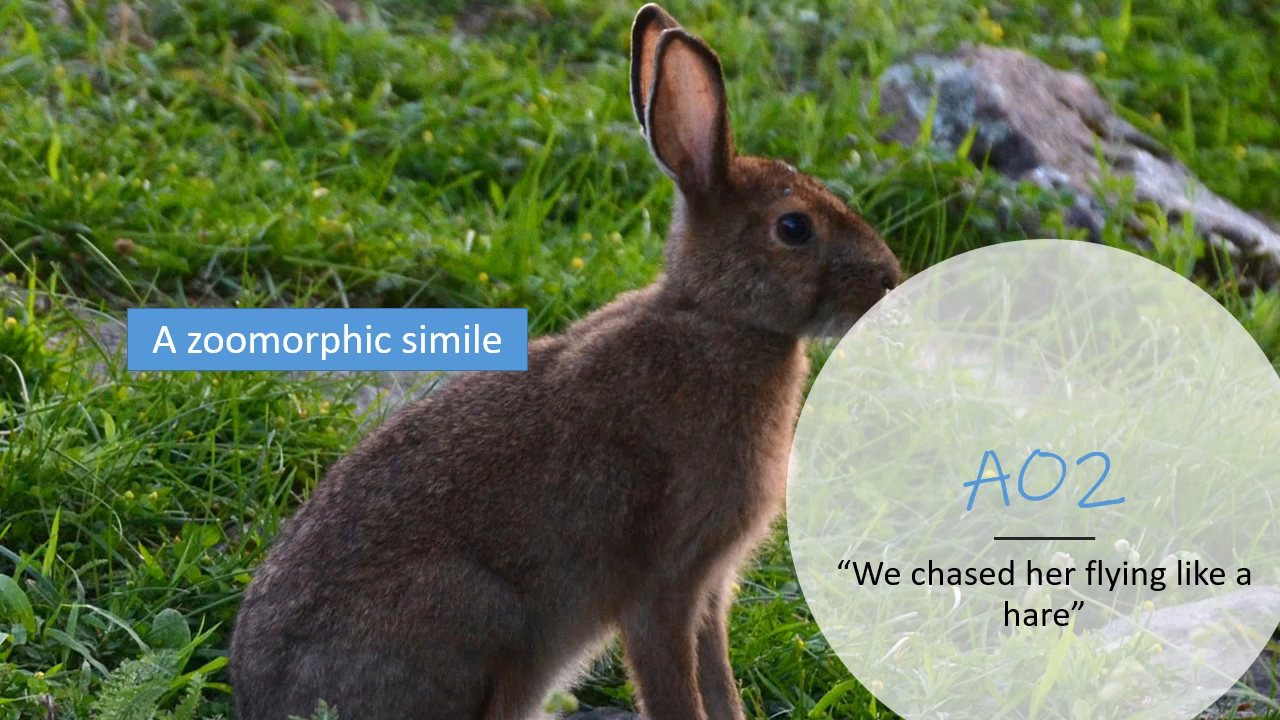 A zoomorphic simile
AO2
“We chased her flying like a
hare”